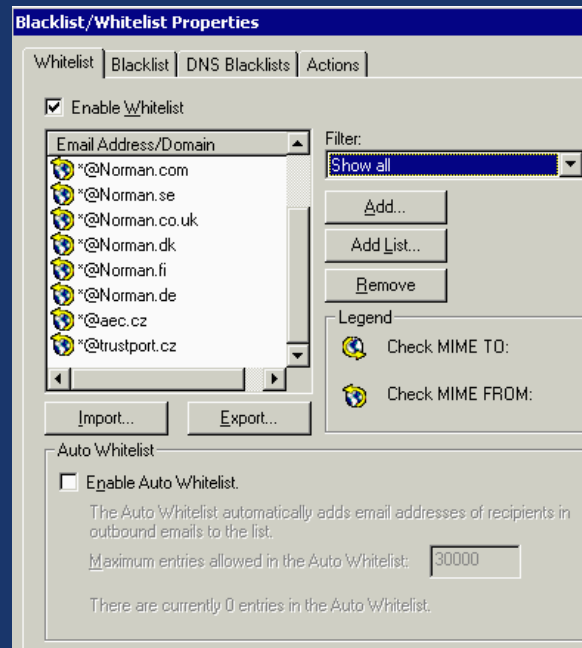 Blacklist/Whitelist Properties
Whitelist Blacklist DNS Blacklists Actions
Enable Whitelist
Email Address/Domain
*@Norman.com
*@Norman.se
*@Norman.co.uk
*@Norman.dk
*@Norman.fi
*@Norman.de
*@aec.cz
*@trustport.cz
Import...
Export...
Filter:
Show all
Add...
Add List...
Remove
Legend
Check MIME TO:
Check MIME FROM:
Auto Whitelist
Enable Auto Whitelist.
The Auto Whitelist automatically adds email addresses of recipients in
outbound emails to the list.
Maximum entries allowed in the Auto Whitelist: 30000
There are currently 0 entries in the Auto Whitelist.